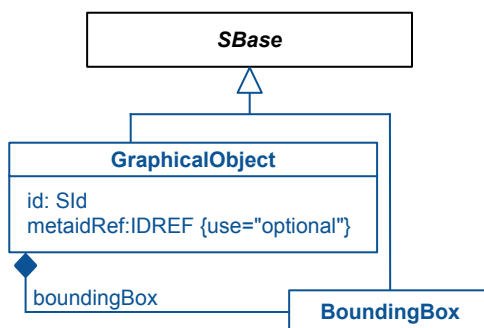 SBase
GraphicalObject
id: SId
metaidRef:IDREF {use="optional"}
boundingBox
BoundingBox